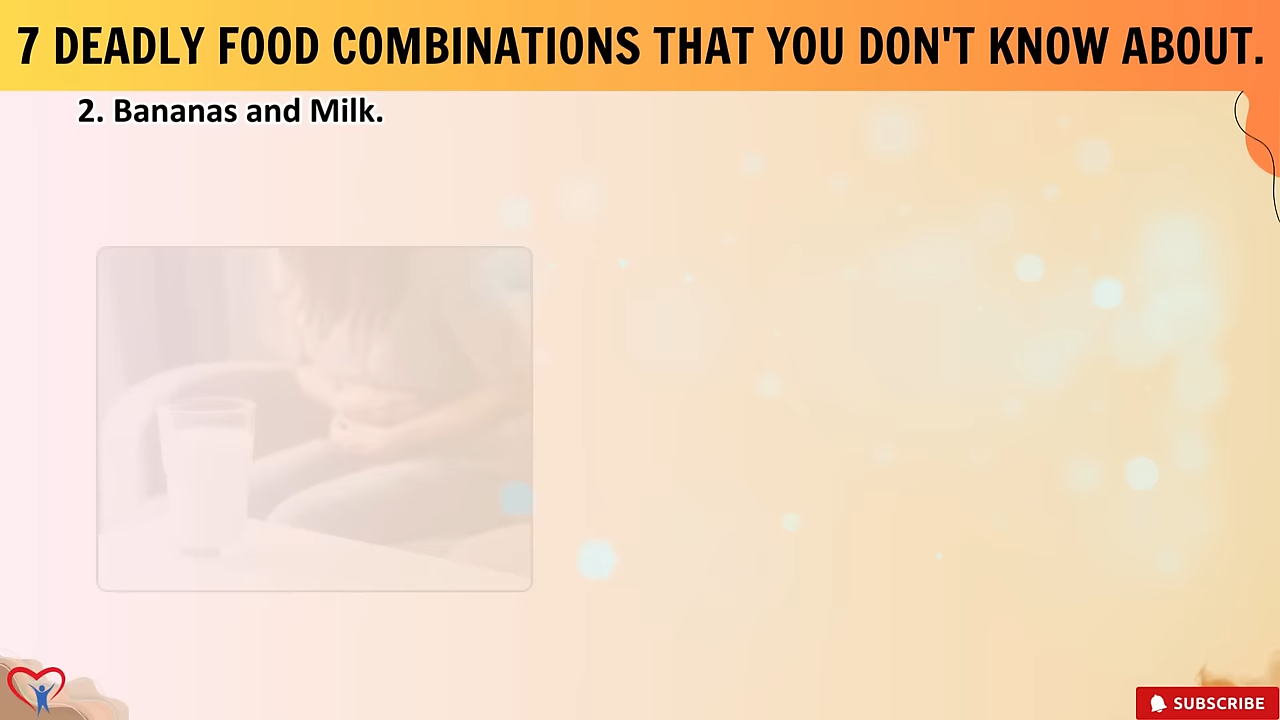 7 DEADLY FOOD COMBINATIONS THAT YOU DON'T KNOW ABOUT.
2. Bananas and Milk.
SUBSCRIBE